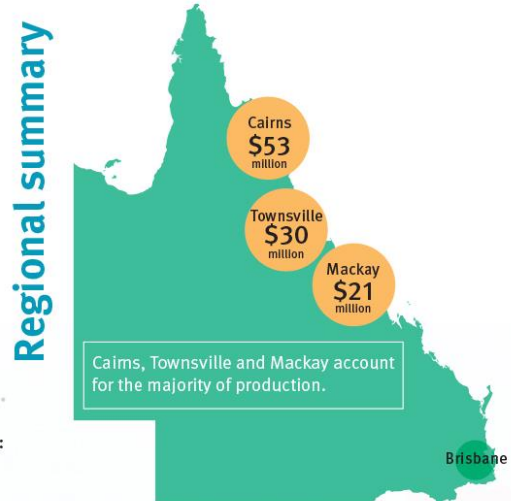 Regional summary
Cairns
$53
million
Townsville
$30
million
Mackay
$21
million
Cairns, Townsville and Mackay account
for the majority of production.
Brisbane